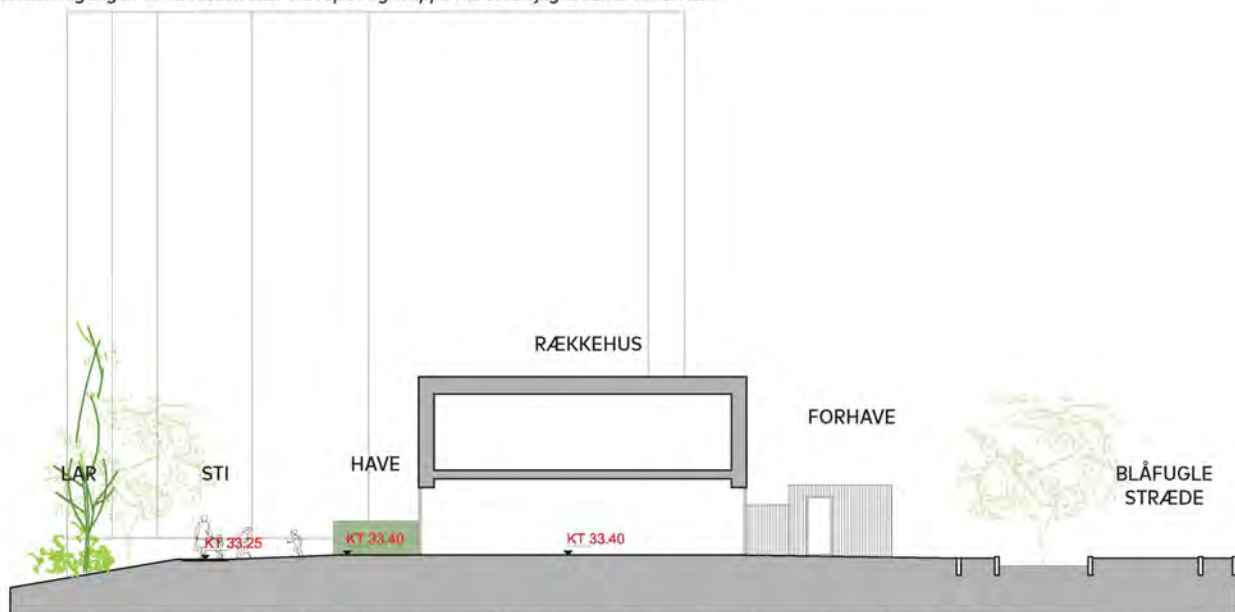 RÆKKEHUS
FORHAVE
LAR
STI
HAVE
BLÅFUGLE
STRÆDE
KT 33.25
KT 33.40
KT 33.40